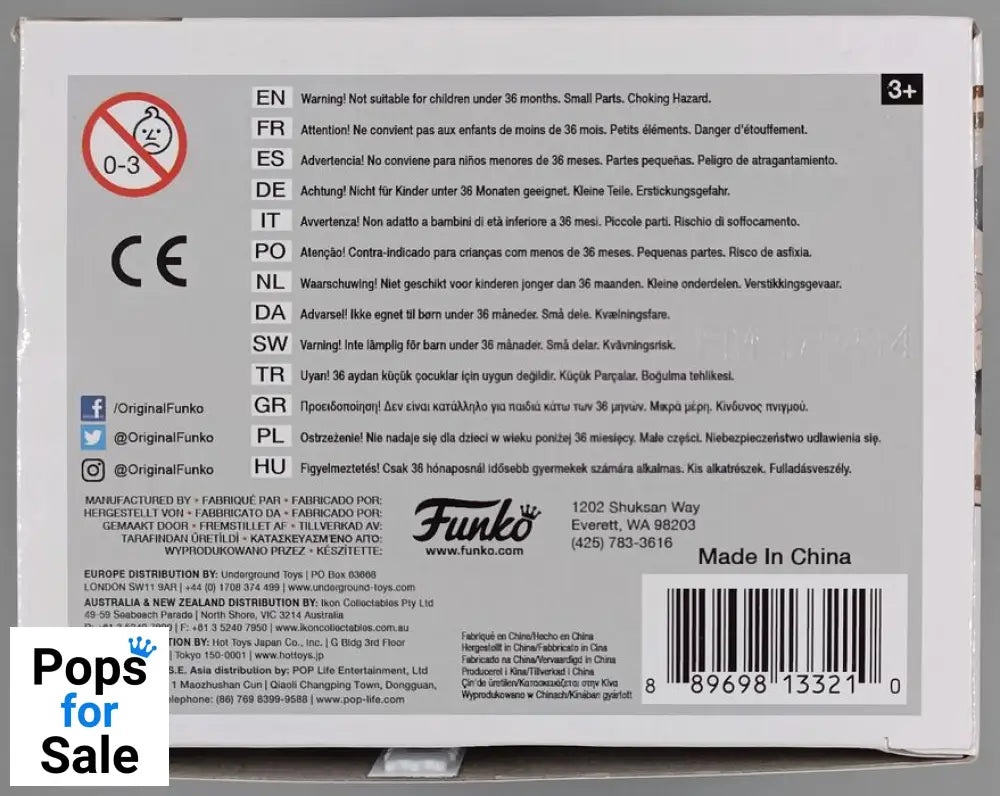 3+
0-3
EN Warning! Not suitable for children under 36 months. Small Parts. Choking Hazard.
FR Attention! Ne convient pas aux enfants de moins de 36 mois. Petits éléments. Danger d'étouffement.
ES Advertencia! No conviene para niños menores de 36 meses. Partes pequeñas. Peligro de atragantamiento.
DE Achtung! Nicht für Kinder unter 36 Monaten geeignet. Kleine Teile. Erstickungsgefahr.
IT Avvertenza! Non adatto a bambini di età inferiore a 36 mesi. Piccole parti. Rischio di soffocamento.
PO Atenção! Contra-indicado para crianças com menos de 36 meses. Pequenas partes. Risco de asfixia.
NL Waarschuwing! Niet geschikt voor kinderen jonger dan 36 maanden. Kleine onderdelen. Verstikkingsgevaar.
DA Advarsel! Ikke egnet til børn under 36 måneder. Små dele. Kvælningsfare.
SW Varning! Inte lämplig för barn under 36 månader. Små delar. Kvävningsrisk.
TR Uyarı! 36 aydan küçük çocuklar için uygun değildir. Küçük Parçalar. Boğulma tehlikesi.
GR Προειδοποίηση! Δεν είναι κατάλληλο για παιδιά κάτω των 36 μηνών. Μικρά μέρη. Κίνδυνος πνιγμού.
PL Ostrzeżenie! Nie nadaje się dla dzieci w wieku poniżej 36 miesięcy. Małe części. Niebezpieczeństwo udławienia się.
HU Figyelmeztetés! Csak 36 hónaposnál idősebb gyermekek számára alkalmas. Kis alkatrészek. Fulladásveszély.
CE
/OriginalFunko
@OriginalFunko
@OriginalFunko
MANUFACTURED BY • FABRIQUÉ PAR • FABRICADO POR:
HERGESTELLT VON • FABBRICATO DA • FABRICADO POR:
GEMAAKT DOOR • FREMSTILLET AF • TILLVERKAD AV:
TARAFINDAN ÜRETİLDİ • ΚΑΤΑΣΚΕΥΑΣΜΕΝΟ ΑΠΟ:
WYPRODUKOWANO PRZEZ • KÉSZÍTETTE:
Funko
www.funko.com
1202 Shuksan Way
Everett, WA 98203
(425) 783-3616
Made In China
EUROPE DISTRIBUTION BY: Underground Toys | PO Box 63668
LONDON SW11 9AR | +44 (0) 1708 374 499 | www.underground-toys.com
AUSTRALIA & NEW ZEALAND DISTRIBUTION BY: Ikon Collectables Pty Ltd
49-59 Seabeach Parade | North Shore, VIC 3214 Australia
F: +61 3 5240 7950 | www.ikoncollectables.com.au
TION BY: Hot Toys Japan Co., Inc. | G Bldg 3rd Floor
| Tokyo 150-0001 | www.hottoys.jp
S.E. Asia distribution by: POP Life Entertainment, Ltd
1 Maozhushan Cun | Qiaoli Changping Town, Dongguan,
elephone: (86) 769 8399-9588 | www.pop-life.com
Fabriqué en Chine/Hecho en China
Hergestellt in China/Fabbricato in Cina
Fabricado na China/Vervaardigd in China
Producerel i Kina/Tillverkad i China
Çin'de üretilen/Κατασκευάζεται στην Κίνα
Wyprodukowano w Chinach/Kínában gyártott
8 89698 13321 0
Pops
for
Sale